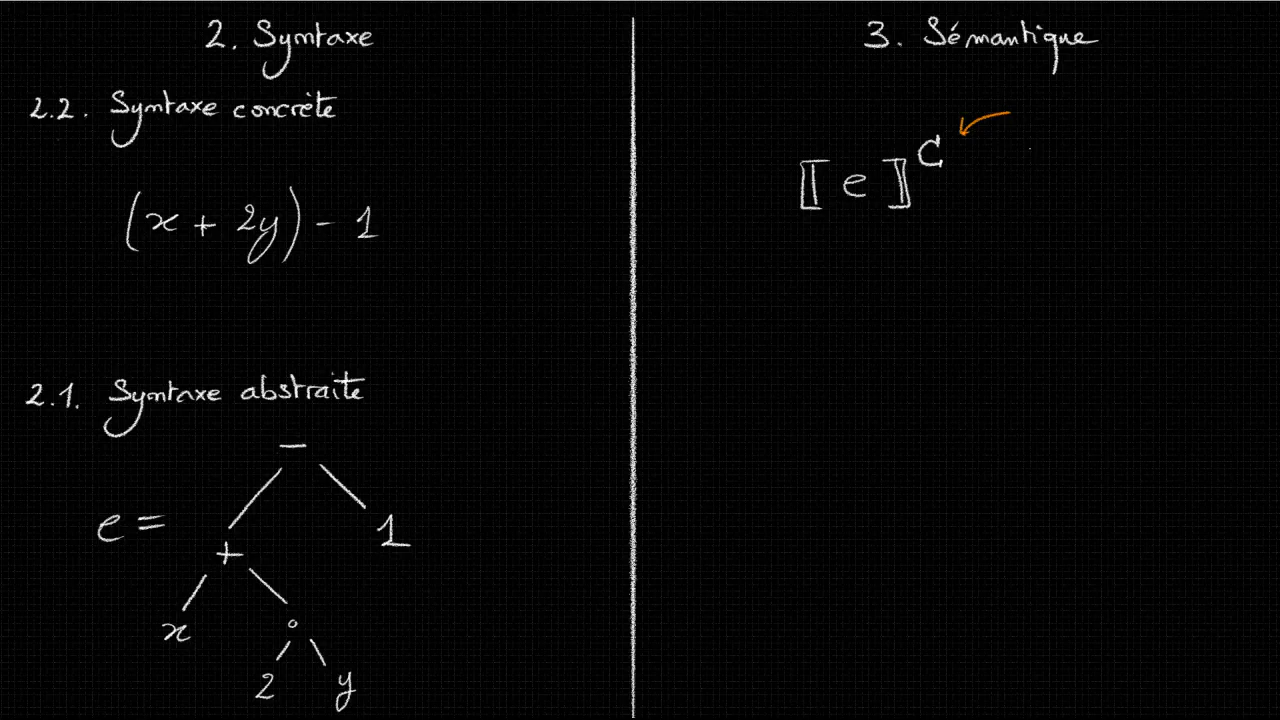 2. Syntaxe
2.2. Syntaxe concrète
(x + 2y) - 1
2.1. Syntaxe abstraite
−
e =
+ 1
x ∘
2 y
3. Sémantique
⟦ e ⟧ᶜ